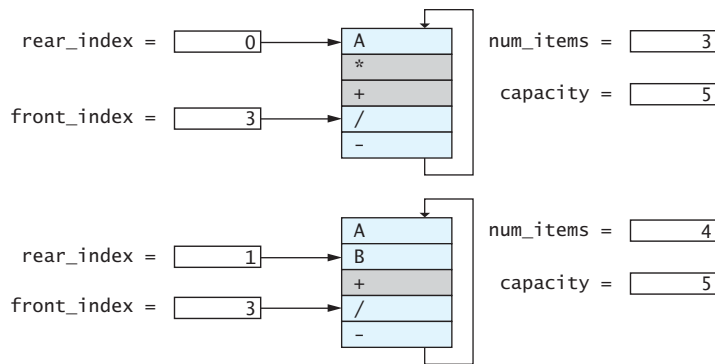 rear_index = 0 A num_items = 3
*
+ capacity = 5
front_index = 3 /
-
A num_items = 4
rear_index = 1 B
+ capacity = 5
front_index = 3 /
-